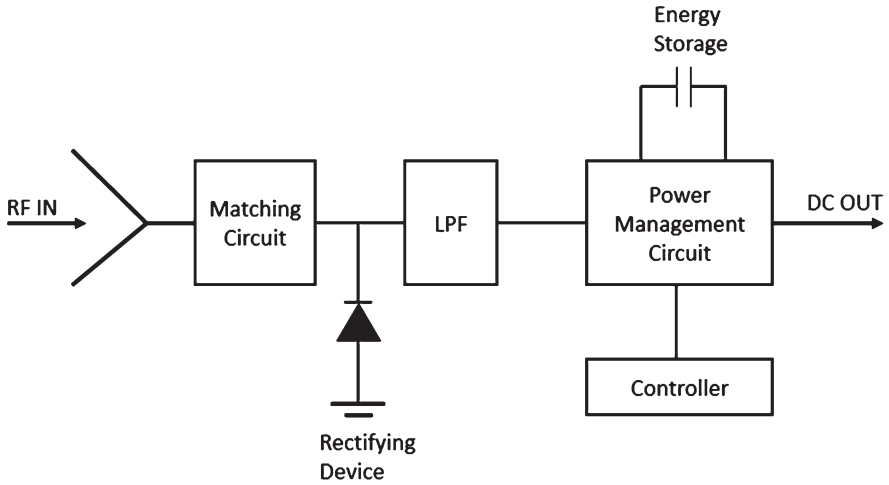 Energy
Storage
RF IN
Matching
Circuit
LPF
Power
Management
Circuit
DC OUT
Controller
Rectifying
Device